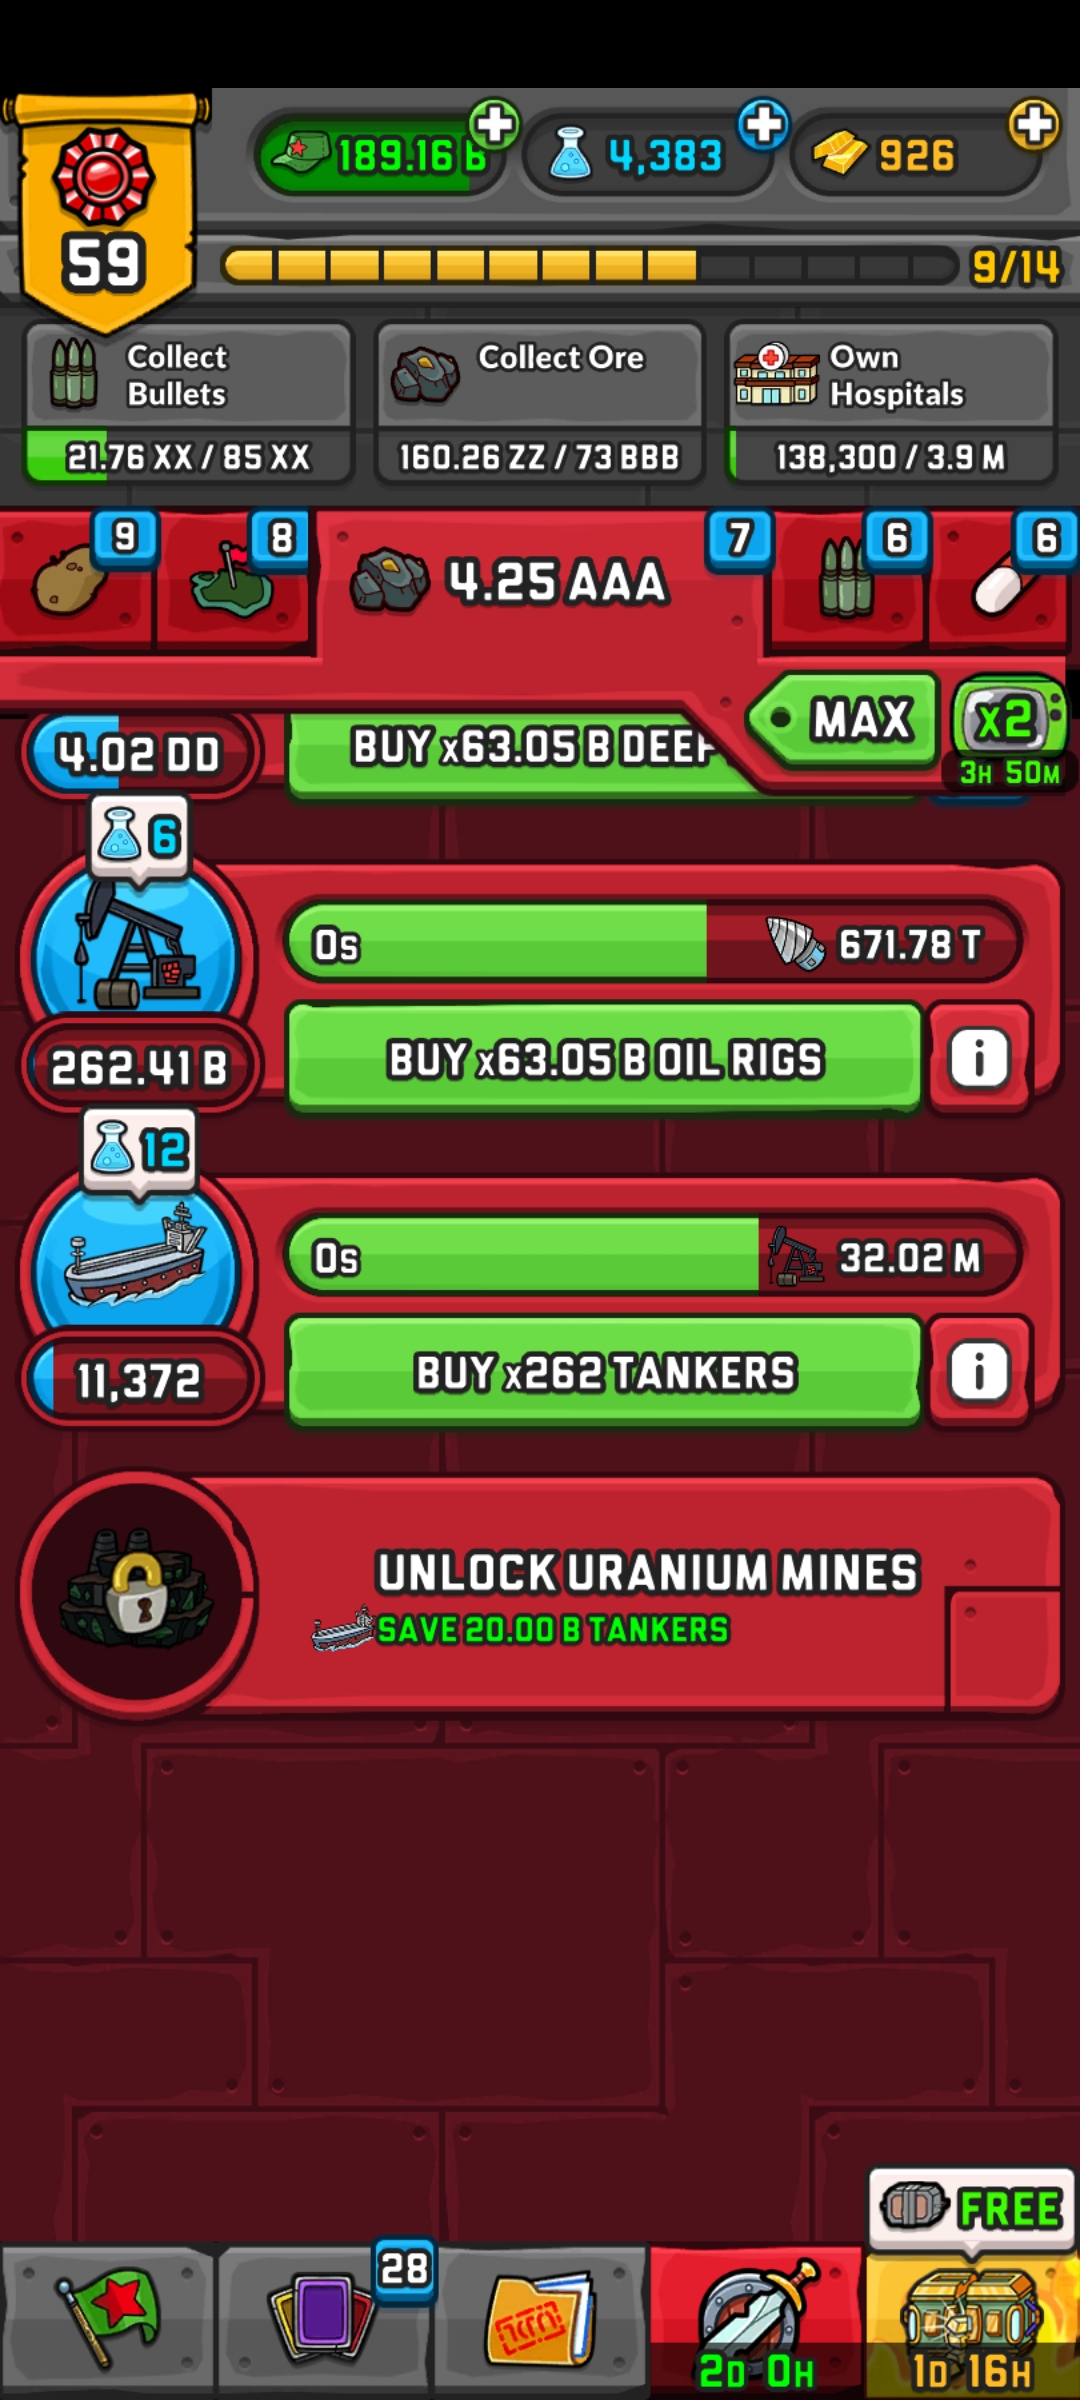 189.16 B
4,383
926
59
9/14
Collect
Bullets
21.76 XX / 85 XX
Collect Ore
160.26 ZZ / 73 BBB
Own
Hospitals
138,300 / 3.9 M
9
8
4.25 AAA
7
6
6
MAX
x2
3H 50M
4.02 DD
BUY x63.05 B DEEP
6
0s
671.78 T
262.41 B
BUY x63.05 B OIL RIGS
i
12
0s
32.02 M
11,372
BUY x262 TANKERS
i
UNLOCK URANIUM MINES
SAVE 20.00 B TANKERS
FREE
28
2D 0H
1D 16H